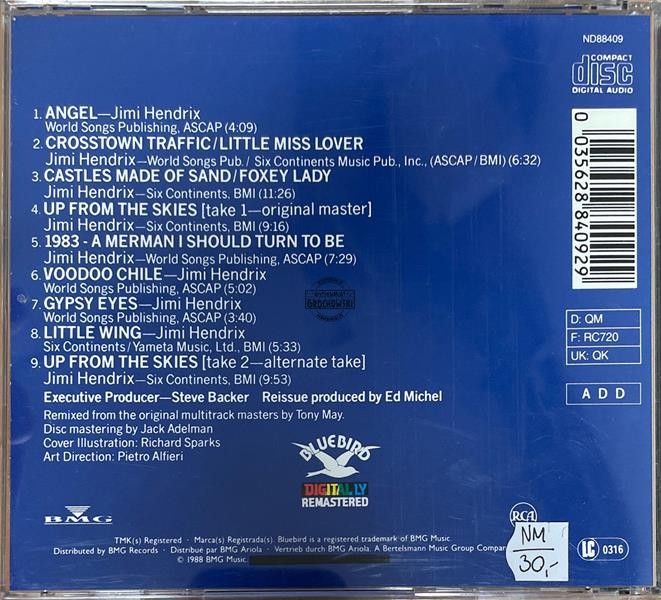 ND88409
COMPACT
disc
DIGITAL AUDIO
1. ANGEL—Jimi Hendrix
World Songs Publishing, ASCAP (4:09)
2. CROSSTOWN TRAFFIC/LITTLE MISS LOVER
Jimi Hendrix—World Songs Pub./ Six Continents Music Pub., Inc., (ASCAP/BMI) (6:32)
3. CASTLES MADE OF SAND/FOXEY LADY
Jimi Hendrix—Six Continents. BMI (11:26)
4. UP FROM THE SKIES [take 1—original master]
Jimi Hendrix—Six Continents, BMI (9:16)
5. 1983 - A MERMAN I SHOULD TURN TO BE
Jimi Hendrix—World Songs Publishing, ASCAP (7:29)
6. VOODOO CHILE—Jimi Hendrix
World Songs Publishing, ASCAP (5:02)
7. GYPSY EYES—Jimi Hendrix
World Songs Publishing, ASCAP (3:40)
8. LITTLE WING—Jimi Hendrix
Six Continents/Yameta Music, Ltd., BMI (5:33)
9. UP FROM THE SKIES [take 2—alternate take]
Jimi Hendrix—Six Continents, BMI (9:53)
Executive Producer—Steve Backer Reissue produced by Ed Michel
Remixed from the original multitrack masters by Tony May.
Disc mastering by Jack Adelman
Cover Illustration: Richard Sparks
Art Direction: Pietro Alfieri
0 035628 840929
D: QM
F: RC720
UK: QK
A D D
GROCHOWSKI
BLUEBIRD
DIGITALLY
REMASTERED
BMG
RCA
NM
30,-
LC 0316
TMK(s) Registered • Marca(s) Registrada(s). Bluebird is a registered trademark of BMG Music.
Distributed by BMG Records • Distribué par BMG Ariola • Vertrieb durch BMG Ariola. A Bertelsmann Music Group Compan
© 1988 BMG Music.